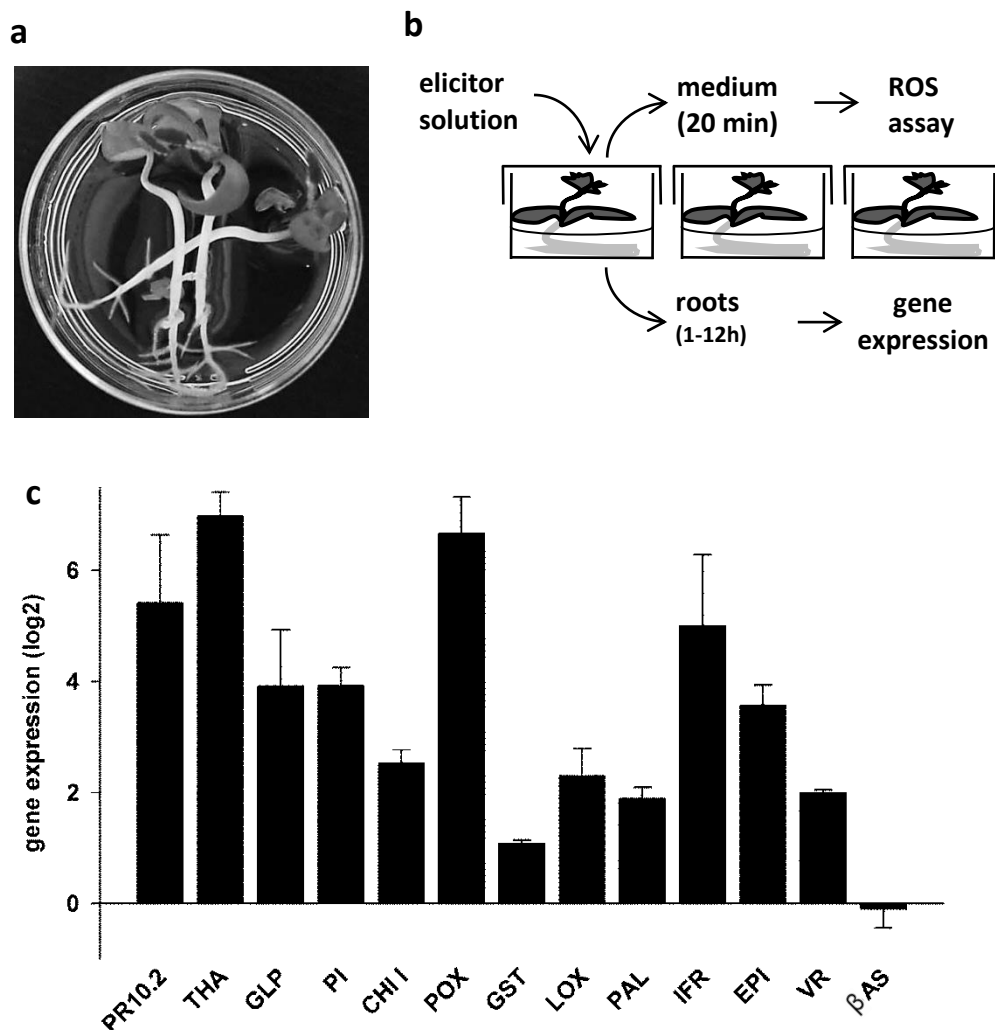 a
b
elicitor
solution
medium
(20 min)
ROS
assay
roots
(1-12h)
gene
expression
c
gene expression (log2)
6
4
2
0
PR10.2
THA
GLP
PI
CHI I
POX
GST
LOX
PAL
IFR
EPI
VR
βAS